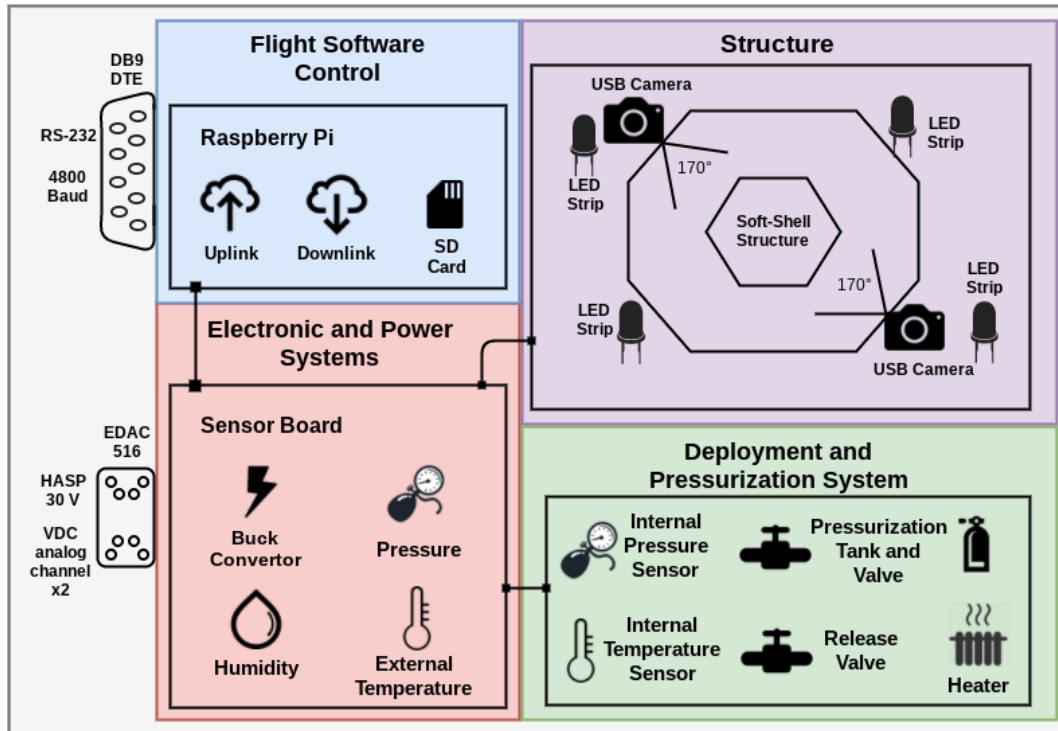 DB9
DTE
RS-232
4800
Baud
EDAC
516
HASP
30 V
VDC
analog
channel
x2
Flight Software
Control
Raspberry Pi
Uplink
Downlink
SD
Card
Electronic and Power
Systems
Sensor Board
Buck
Convertor
Pressure
Humidity
External
Temperature
Structure
USB Camera
LED
Strip
170°
LED
Strip
Soft-Shell
Structure
170°
LED
Strip
LED
Strip
USB Camera
Deployment and
Pressurization System
Internal
Pressure
Sensor
Pressurization
Tank and
Valve
Internal
Temperature
Sensor
Release
Valve
Heater